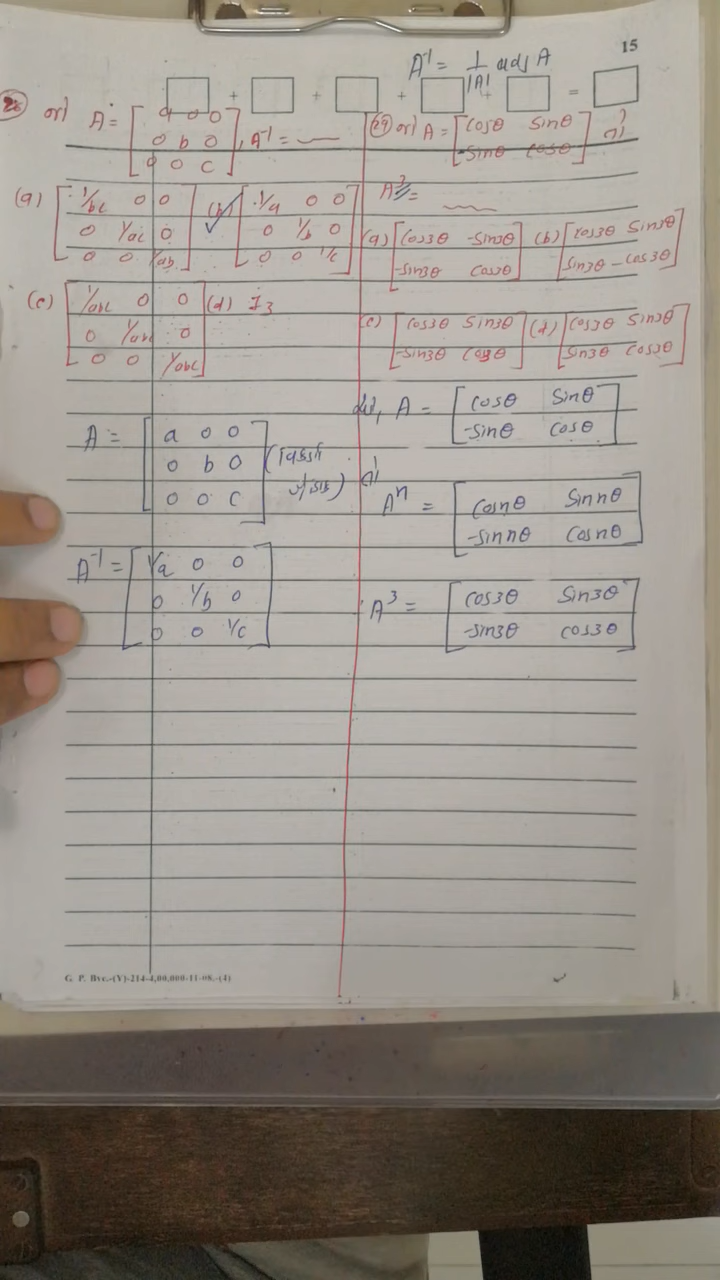 15
A⁻¹ = 1/|A| adj A
+ + + + =
A = [a 0 0
0 b 0
0 0 c], A⁻¹ =
(a) [1/bc 0 0
0 1/ac 0
0 0 1/ab]
(b) [1/a 0 0
0 1/b 0
0 0 1/c]
(c) [1/abc 0 0
0 1/abc 0
0 0 1/abc]
(d) I₃
A = [a 0 0
0 b 0
0 0 c]
A⁻¹ = [1/a 0 0
0 1/b 0
0 0 1/c]
(29) A = [cosθ sinθ
-sinθ cosθ]
A³ =
(a) [cos3θ -sin3θ
-sin3θ cosθ]
(b) [cos3θ sin3θ
sin3θ -cos3θ]
(c) [cos3θ sin3θ
-sin3θ cos3θ]
(d) [cos3θ sin3θ
sin3θ cos3θ]
A = [cosθ sinθ
-sinθ cosθ]
Aⁿ = [cosnθ sinnθ
-sinnθ cosnθ]
A³ = [cos3θ sin3θ
-sin3θ cos3θ]
G. P. Bvc.-(V)-214-4,00,000-11-08.-(4)